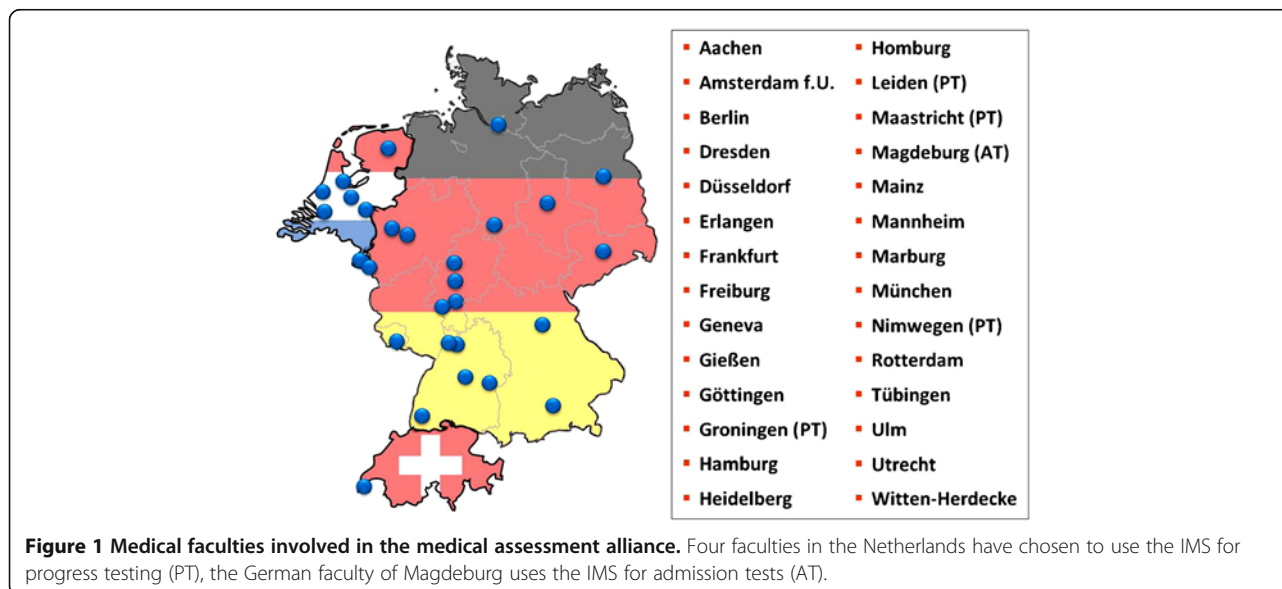 Aachen
Amsterdam f.U.
Berlin
Dresden
Düsseldorf
Erlangen
Frankfurt
Freiburg
Geneva
Gießen
Göttingen
Groningen (PT)
Hamburg
Heidelberg
Homburg
Leiden (PT)
Maastricht (PT)
Magdeburg (AT)
Mainz
Mannheim
Marburg
München
Nimwegen (PT)
Rotterdam
Tübingen
Ulm
Utrecht
Witten-Herdecke
Figure 1 Medical faculties involved in the medical assessment alliance. Four faculties in the Netherlands have chosen to use the IMS for
progress testing (PT), the German faculty of Magdeburg uses the IMS for admission tests (AT).